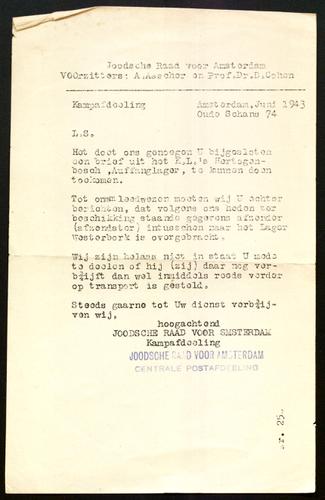 Joodsche Raad voor Amsterdam
VOorzitters: A.Asscher en Prof.Dr.D.Cohen
Kampafdeeling Amsterdam,Juni 1943
Oude Schans 74
L.S.
Het doet ons genoegen U bijgesloten
een brief uit het K.L.'s Hertogen-
bosch ,Auffanglager, te kunnen doen
toekomen.
Tot ons leedwezen moeten wij U echter
berichten, dat volgens ons heden ter
beschikking staande gegevens afzender
(afzendster) intusschen naar het Lager
Westerbork is overgebracht.
Wij zijn helaas niet in staat U mede
te deelen of hij (zij) daar nog ver-
blijft dan wel inmiddels reeds verder
op transport is gesteld.
Steeds gaarne tot Uw dienst verblij-
ven wij,
hoogachtend
JOODSCHE RAAD VOOR SMSTERDAM
Kampafdeeling
JOODSCHE RAAD VOOR AMSTERDAM
CENTRALE POSTAFDEELING
25.